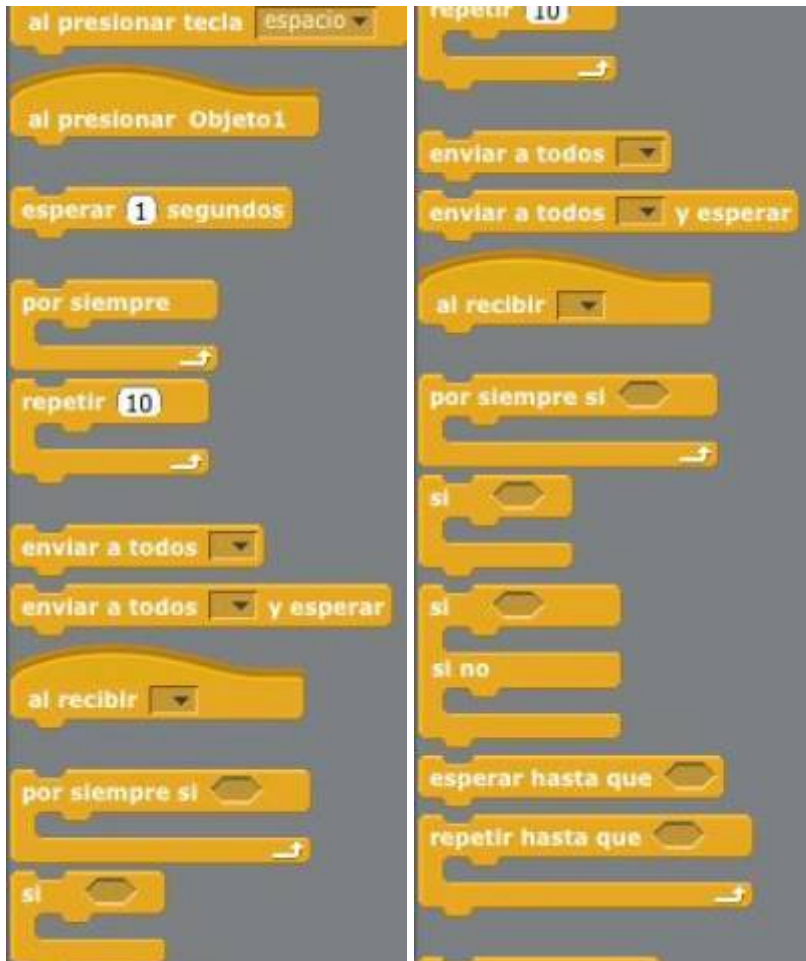 al presionar tecla espacio
al presionar Objeto1
esperar 1 segundos
por siempre
repetir 10
enviar a todos
enviar a todos y esperar
al recibir
por siempre si
si
repetir 10
enviar a todos
enviar a todos y esperar
al recibir
por siempre si
si
si
si no
esperar hasta que
repetir hasta que